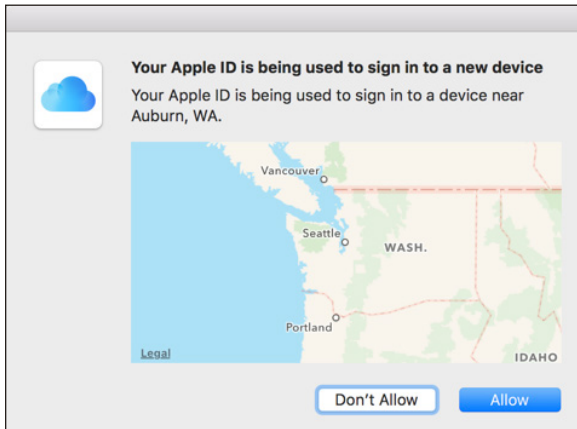 Your Apple ID is being used to sign in to a new device
Your Apple ID is being used to sign in to a device near
Auburn, WA.
Vancouver
Seattle
WASH.
Portland
Legal
IDAHO
Don't Allow
Allow